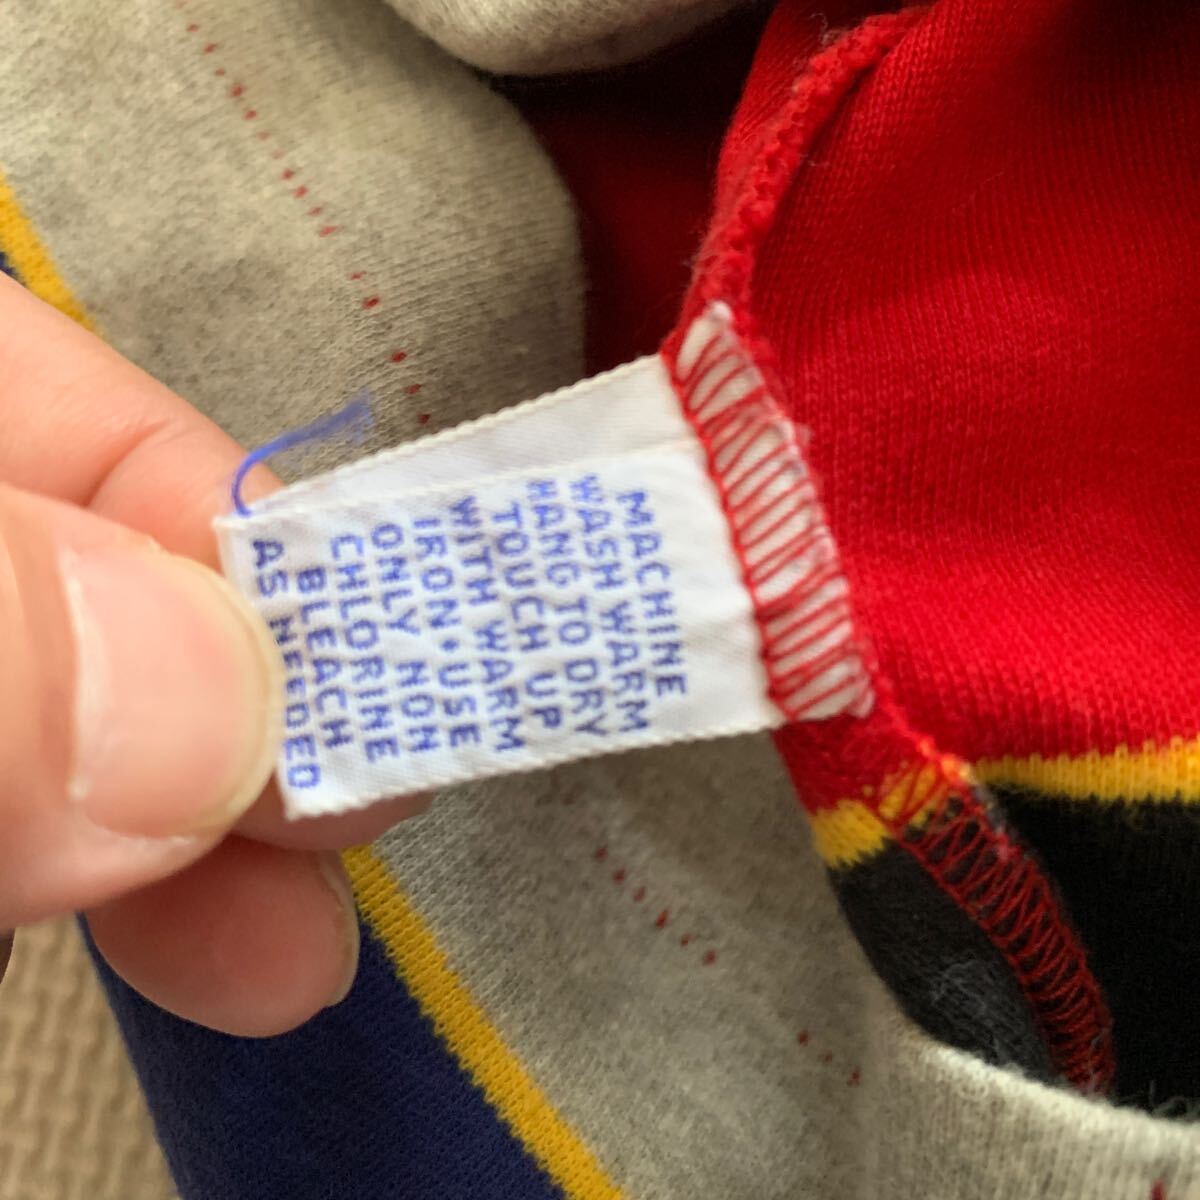 MACHINE
WASH WARM
HANG TO DRY
TOUCH UP
WITH WARM
IRON • USE
ONLY NON
CHLORINE
BLEACH
AS NEEDED